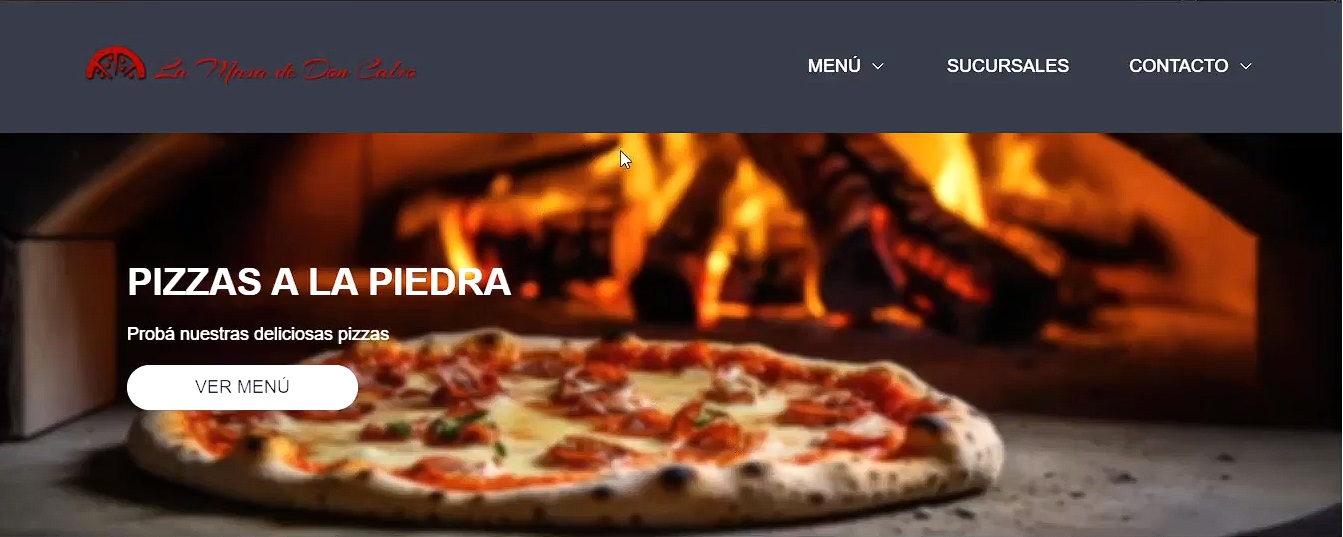 La Masa de Don Calvo
MENÚ
SUCURSALES
CONTACTO
PIZZAS A LA PIEDRA
Probá nuestras deliciosas pizzas
VER MENÚ